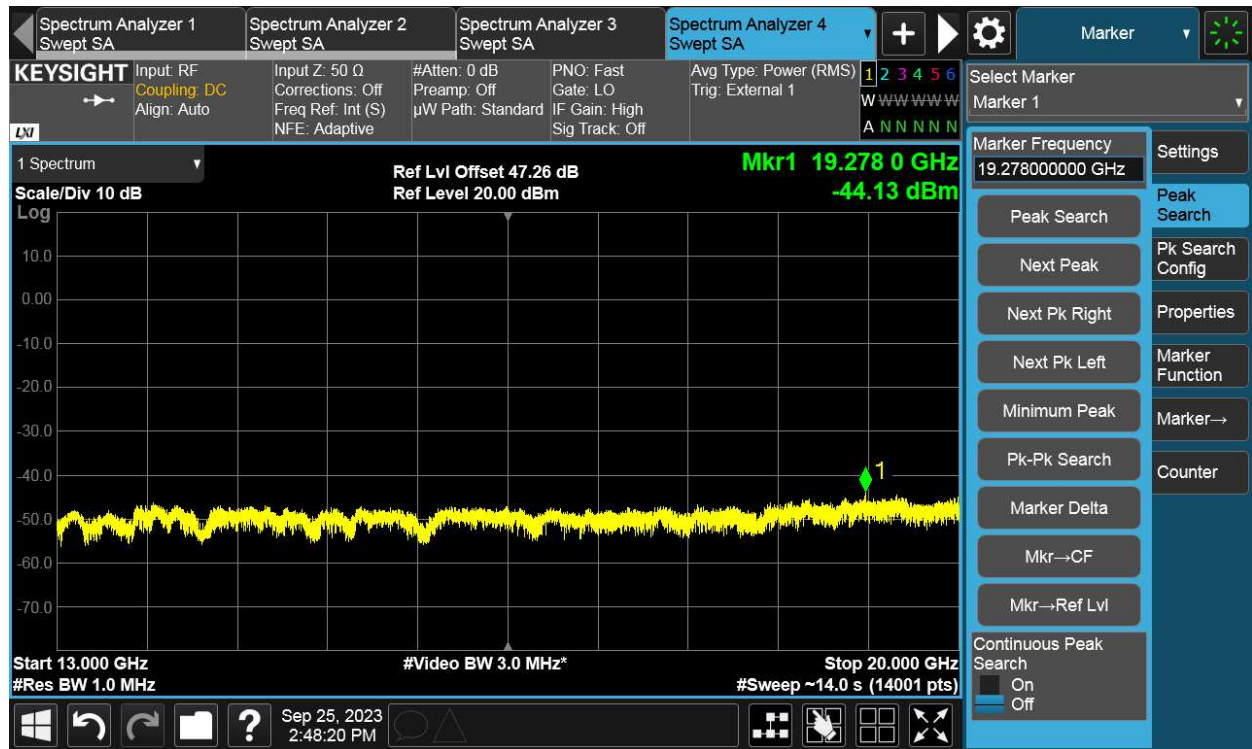 Spectrum Analyzer 1
Swept SA
Spectrum Analyzer 2
Swept SA
Spectrum Analyzer 3
Swept SA
Spectrum Analyzer 4
Swept SA
+
Marker
KEYSIGHT
LXI
Input: RF
Coupling: DC
Align: Auto
Input Z: 50 Ω
Corrections: Off
Freq Ref: Int (S)
NFE: Adaptive
#Atten: 0 dB
Preamp: Off
µW Path: Standard
PNO: Fast
Gate: LO
IF Gain: High
Sig Track: Off
Avg Type: Power (RMS)
Trig: External 1
1 2 3 4 5 6
W W W W W W
A N N N N N
Select Marker
Marker 1
1 Spectrum
Scale/Div 10 dB
Log
Ref Lvl Offset 47.26 dB
Ref Level 20.00 dBm
Mkr1 19.278 0 GHz
-44.13 dBm
10.0
0.00
-10.0
-20.0
-30.0
-40.0
-50.0
-60.0
-70.0
1
Start 13.000 GHz
#Res BW 1.0 MHz
#Video BW 3.0 MHz*
Stop 20.000 GHz
#Sweep ~14.0 s (14001 pts)
Marker Frequency
19.278000000 GHz
Peak Search
Next Peak
Next Pk Right
Next Pk Left
Minimum Peak
Pk-Pk Search
Marker Delta
Mkr→CF
Mkr→Ref Lvl
Continuous Peak
Search
On
Off
Settings
Peak
Search
Pk Search
Config
Properties
Marker
Function
Marker→
Counter
?
Sep 25, 2023
2:48:20 PM